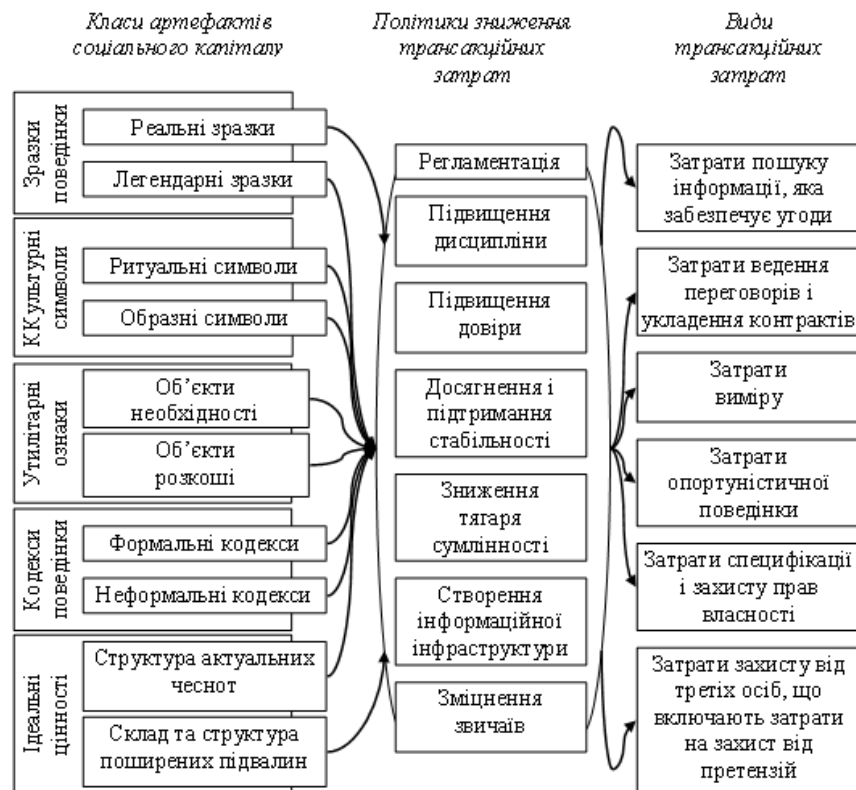 Класи артефактів
соціального капіталу
Політики зниження
трансакційних
затрат
Види
трансакційних
затрат
Зразки
поведінки
Реальні зразки
Легендарні зразки
ККультурні
символи
Ритуальні символи
Образні символи
Утилітарні
ознаки
Об’єкти
необхідності
Об’єкти
розкоші
Кодекси
поведінки
Формальні кодекси
Неформальні кодекси
Ідеальні
цінності
Структура актуальних
чеснот
Склад та структура
поширених підвалин
Регламентація
Підвищення
дисципліни
Підвищення
довіри
Досягнення і
підтримання
стабільності
Зниження
тягаря
сумлінності
Створення
інформаційної
інфраструктури
Зміцнення
звичаїв
Затрати пошуку
інформації, яка
забезпечує угоди
Затрати ведення
переговорів і
укладення контрактів
Затрати
виміру
Затрати
опортуністичної
поведінки
Затрати специфікації
і захисту прав
власності
Затрати захисту від
третіх осіб, що
включають затрати
на захист від
претензій